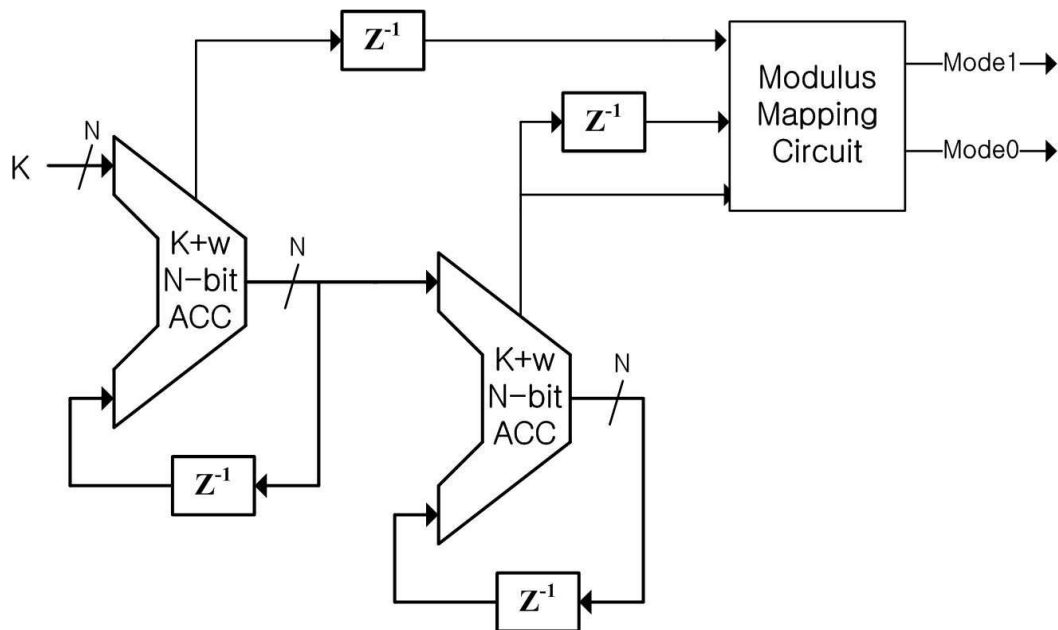 Z-1
Z-1
Modulus
Mapping
Circuit
Mode1
Mode0
K
N
K+w
N-bit
ACC
N
K+w
N-bit
ACC
N
Z-1
Z-1